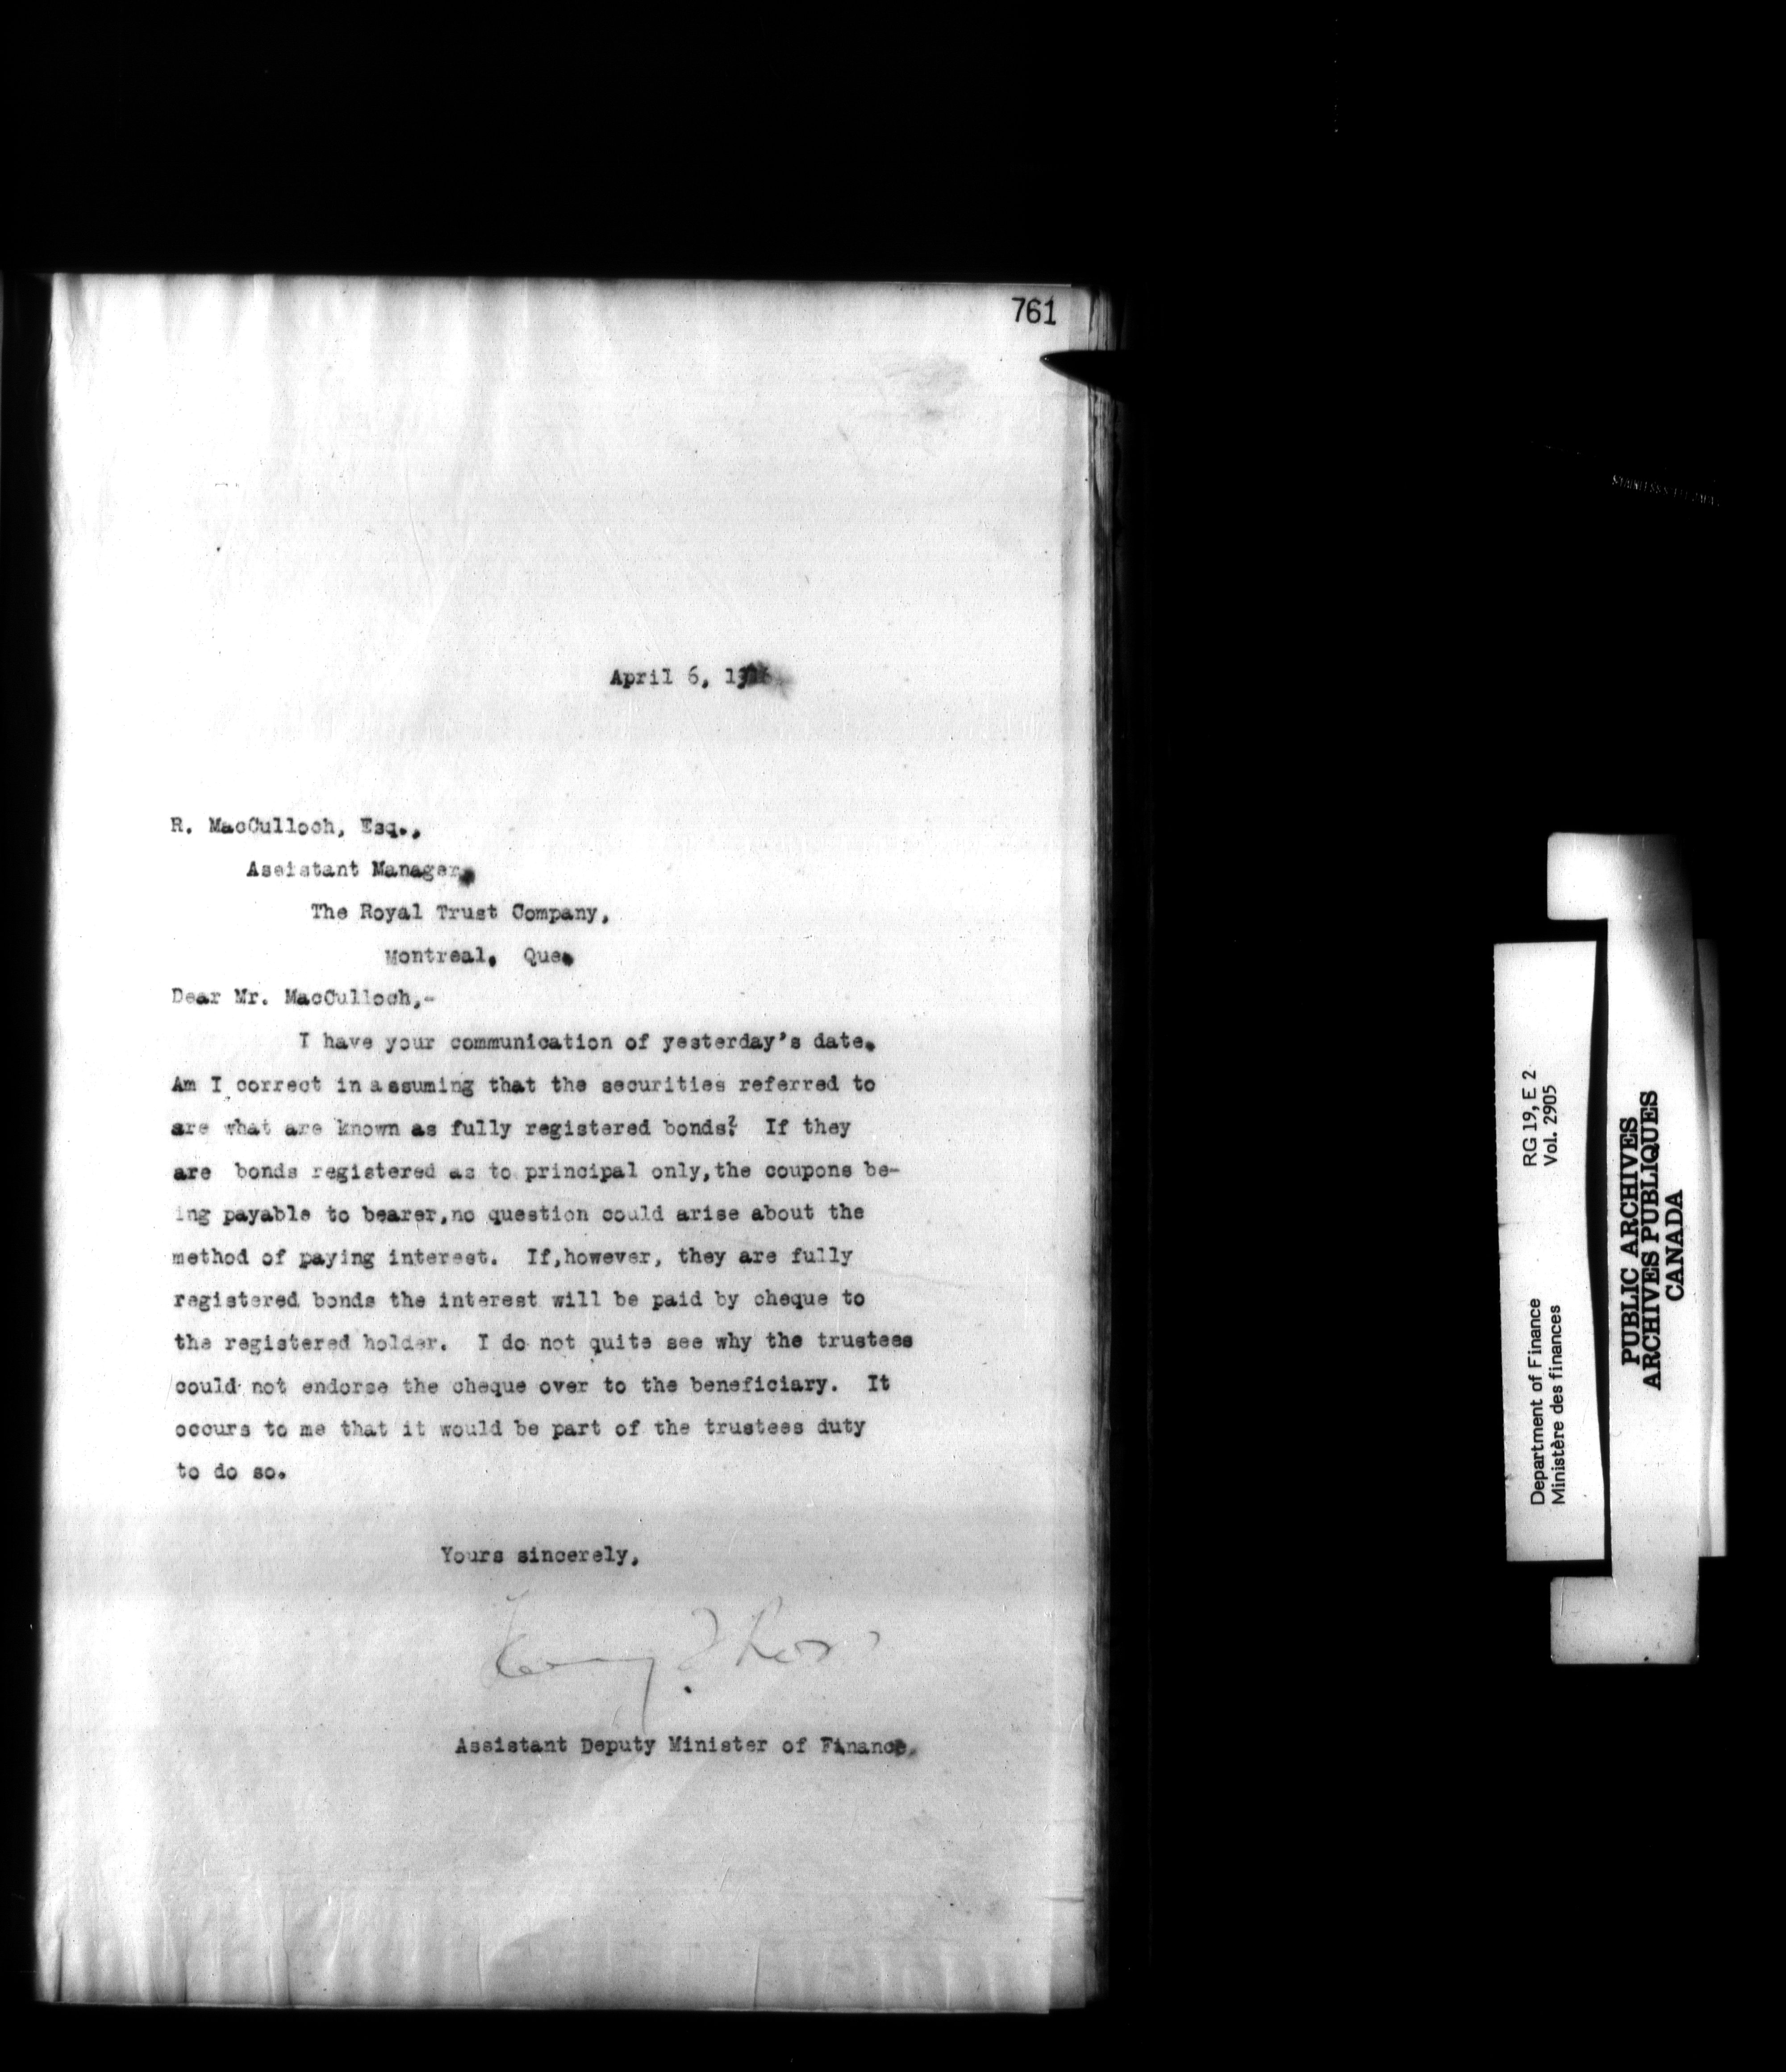 761
April 6,
R. MacCulloch, Esq.,
Assistant Manager,
The Royal Trust Company,
Montreal, Que.
Dear Mr. MacCulloch,-
I have your communication of yesterday's date.
Am I correct in assuming that the securities referred to
are what are known as fully registered bonds? If they
are bonds registered as to principal only, the coupons be-
ing payable to bearer, no question could arise about the
method of paying interest. If, however, they are fully
registered bonds the interest will be paid by cheque to
the registered holder. I do not quite see why the trustees
could not endorse the cheque over to the beneficiary. It
occurs to me that it would be part of the trustees duty
to do so.
Yours sincerely,
Assistant Deputy Minister of Finance.
Department of Finance RG 19, E 2
Ministère des finances Vol. 2905
PUBLIC ARCHIVES
ARCHIVES PUBLIQUES
CANADA